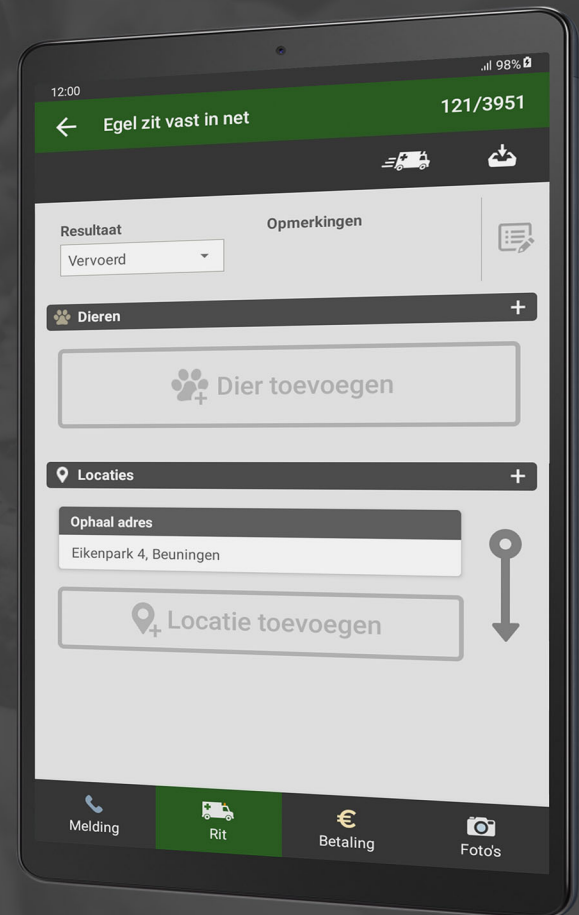 12:00
98%
Egel zit vast in net
121/3951
Resultaat
Opmerkingen
Vervoerd
Dieren
Dier toevoegen
Locaties
Ophaal adres
Eikenpark 4, Beuningen
Locatie toevoegen
Melding
Rit
Betaling
Foto's